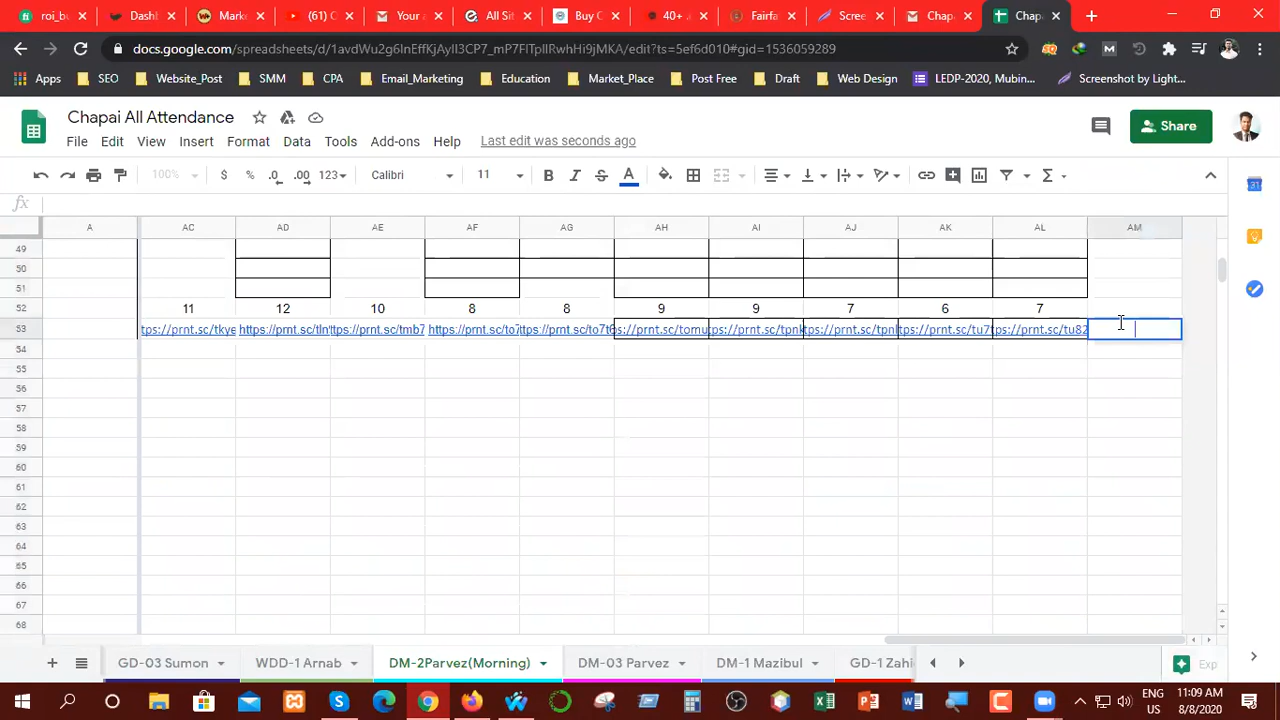 roi_bu
Dashb
Marke
(61) C
Your a
All Sit
Buy C
40+ J
Fairfa
Scree
Chap
Chap
docs.google.com/spreadsheets/d/1avdWu2g6InEffKjAyII3CP7_mP7FlTplIRwhHi9jMKA/edit?ts=5ef6d010#gid=1536059289
Apps SEO Website_Post SMM CPA Email_Marketing Education Market_Place Post Free Draft Web Design LEDP-2020, Mubin... Screenshot by Light...
Chapai All Attendance
Share
File Edit View Insert Format Data Tools Add-ons Help Last edit was seconds ago
100% $ % .0 .00 123 Calibri 11 B I S A
fx
A AC AD AE AF AG AH AI AJ AK AL AM
49
50
51
52 11 12 10 8 8 9 9 7 6 7
53 tps://prnt.sc/tkye https://prnt.sc/tln ttps://prnt.sc/tmb7 https://prnt.sc/to7 ttps://prnt.sc/to7t6 s://prnt.sc/tomu tps://prnt.sc/tpnk tps://prnt.sc/tpnl tps://prnt.sc/tu7 tps://prnt.sc/tu82
54
55
56
57
58
59
60
61
62
63
64
65
66
67
68
GD-03 Sumon WDD-1 Arnab DM-2Parvez(Morning) DM-03 Parvez DM-1 Mazibul GD-1 Zahi Exp
ENG 11:09 AM
US 8/8/2020